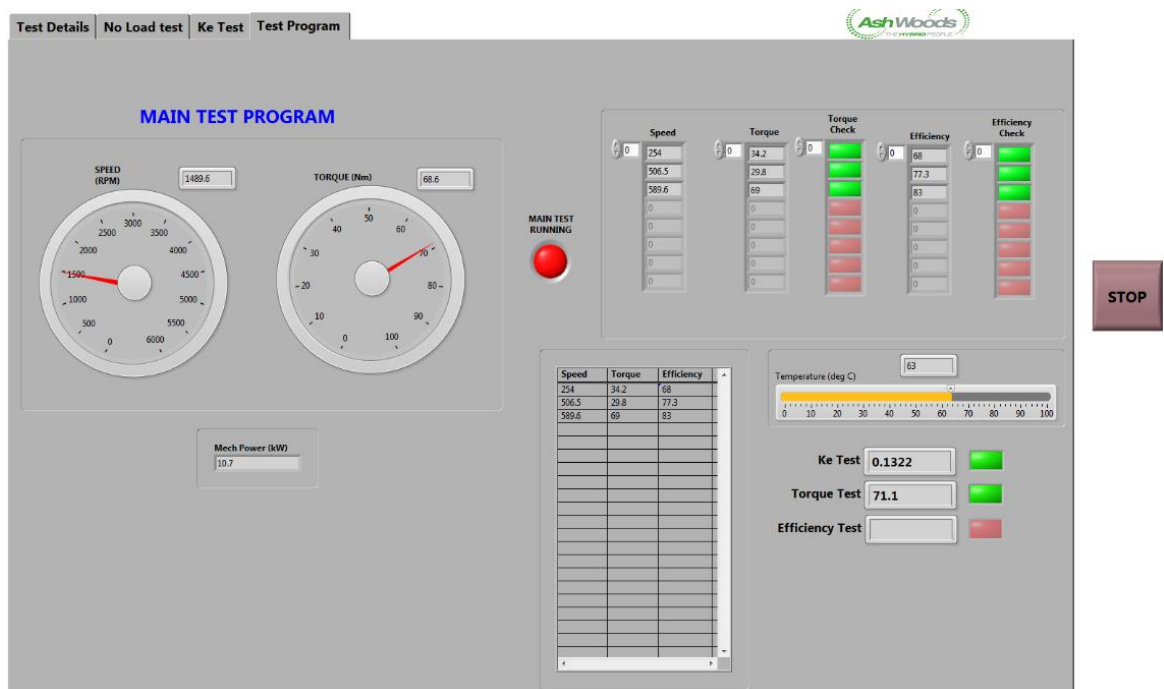 Test Details No Load test Ke Test Test Program
Ash Woods
THE HYBRID PEOPLE
MAIN TEST PROGRAM
SPEED
(RPM)
1489.6
0 500 1000 1500 2000 2500 3000 3500 4000 4500 5000 5500 6000
TORQUE (Nm)
68.6
0 10 20 30 40 50 60 70 80 90 100
Mech Power (kW)
10.7
MAIN TEST
RUNNING
Speed Torque Torque Check Efficiency Efficiency Check
0 254 0 34.2 0 0 68 0
506.5 29.8 77.3
589.6 69 83
0 0 0
0 0 0
0 0 0
0 0 0
0 0 0
STOP
Speed Torque Efficiency
254 34.2 68
506.5 29.8 77.3
589.6 69 83
63
Temperature (deg C)
0 10 20 30 40 50 60 70 80 90 100
Ke Test 0.1322
Torque Test 71.1
Efficiency Test